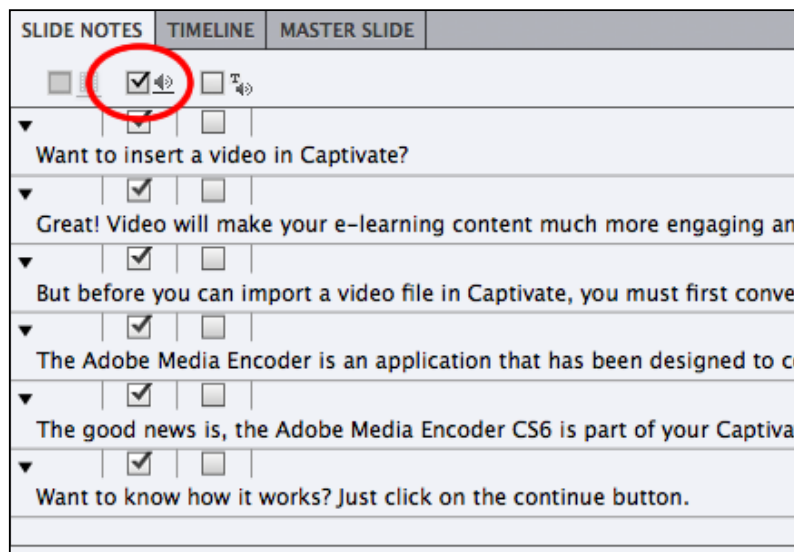 SLIDE NOTES TIMELINE MASTER SLIDE
T
Want to insert a video in Captivate?
Great! Video will make your e-learning content much more engaging an
But before you can import a video file in Captivate, you must first conve
The Adobe Media Encoder is an application that has been designed to c
The good news is, the Adobe Media Encoder CS6 is part of your Captiva
Want to know how it works? Just click on the continue button.